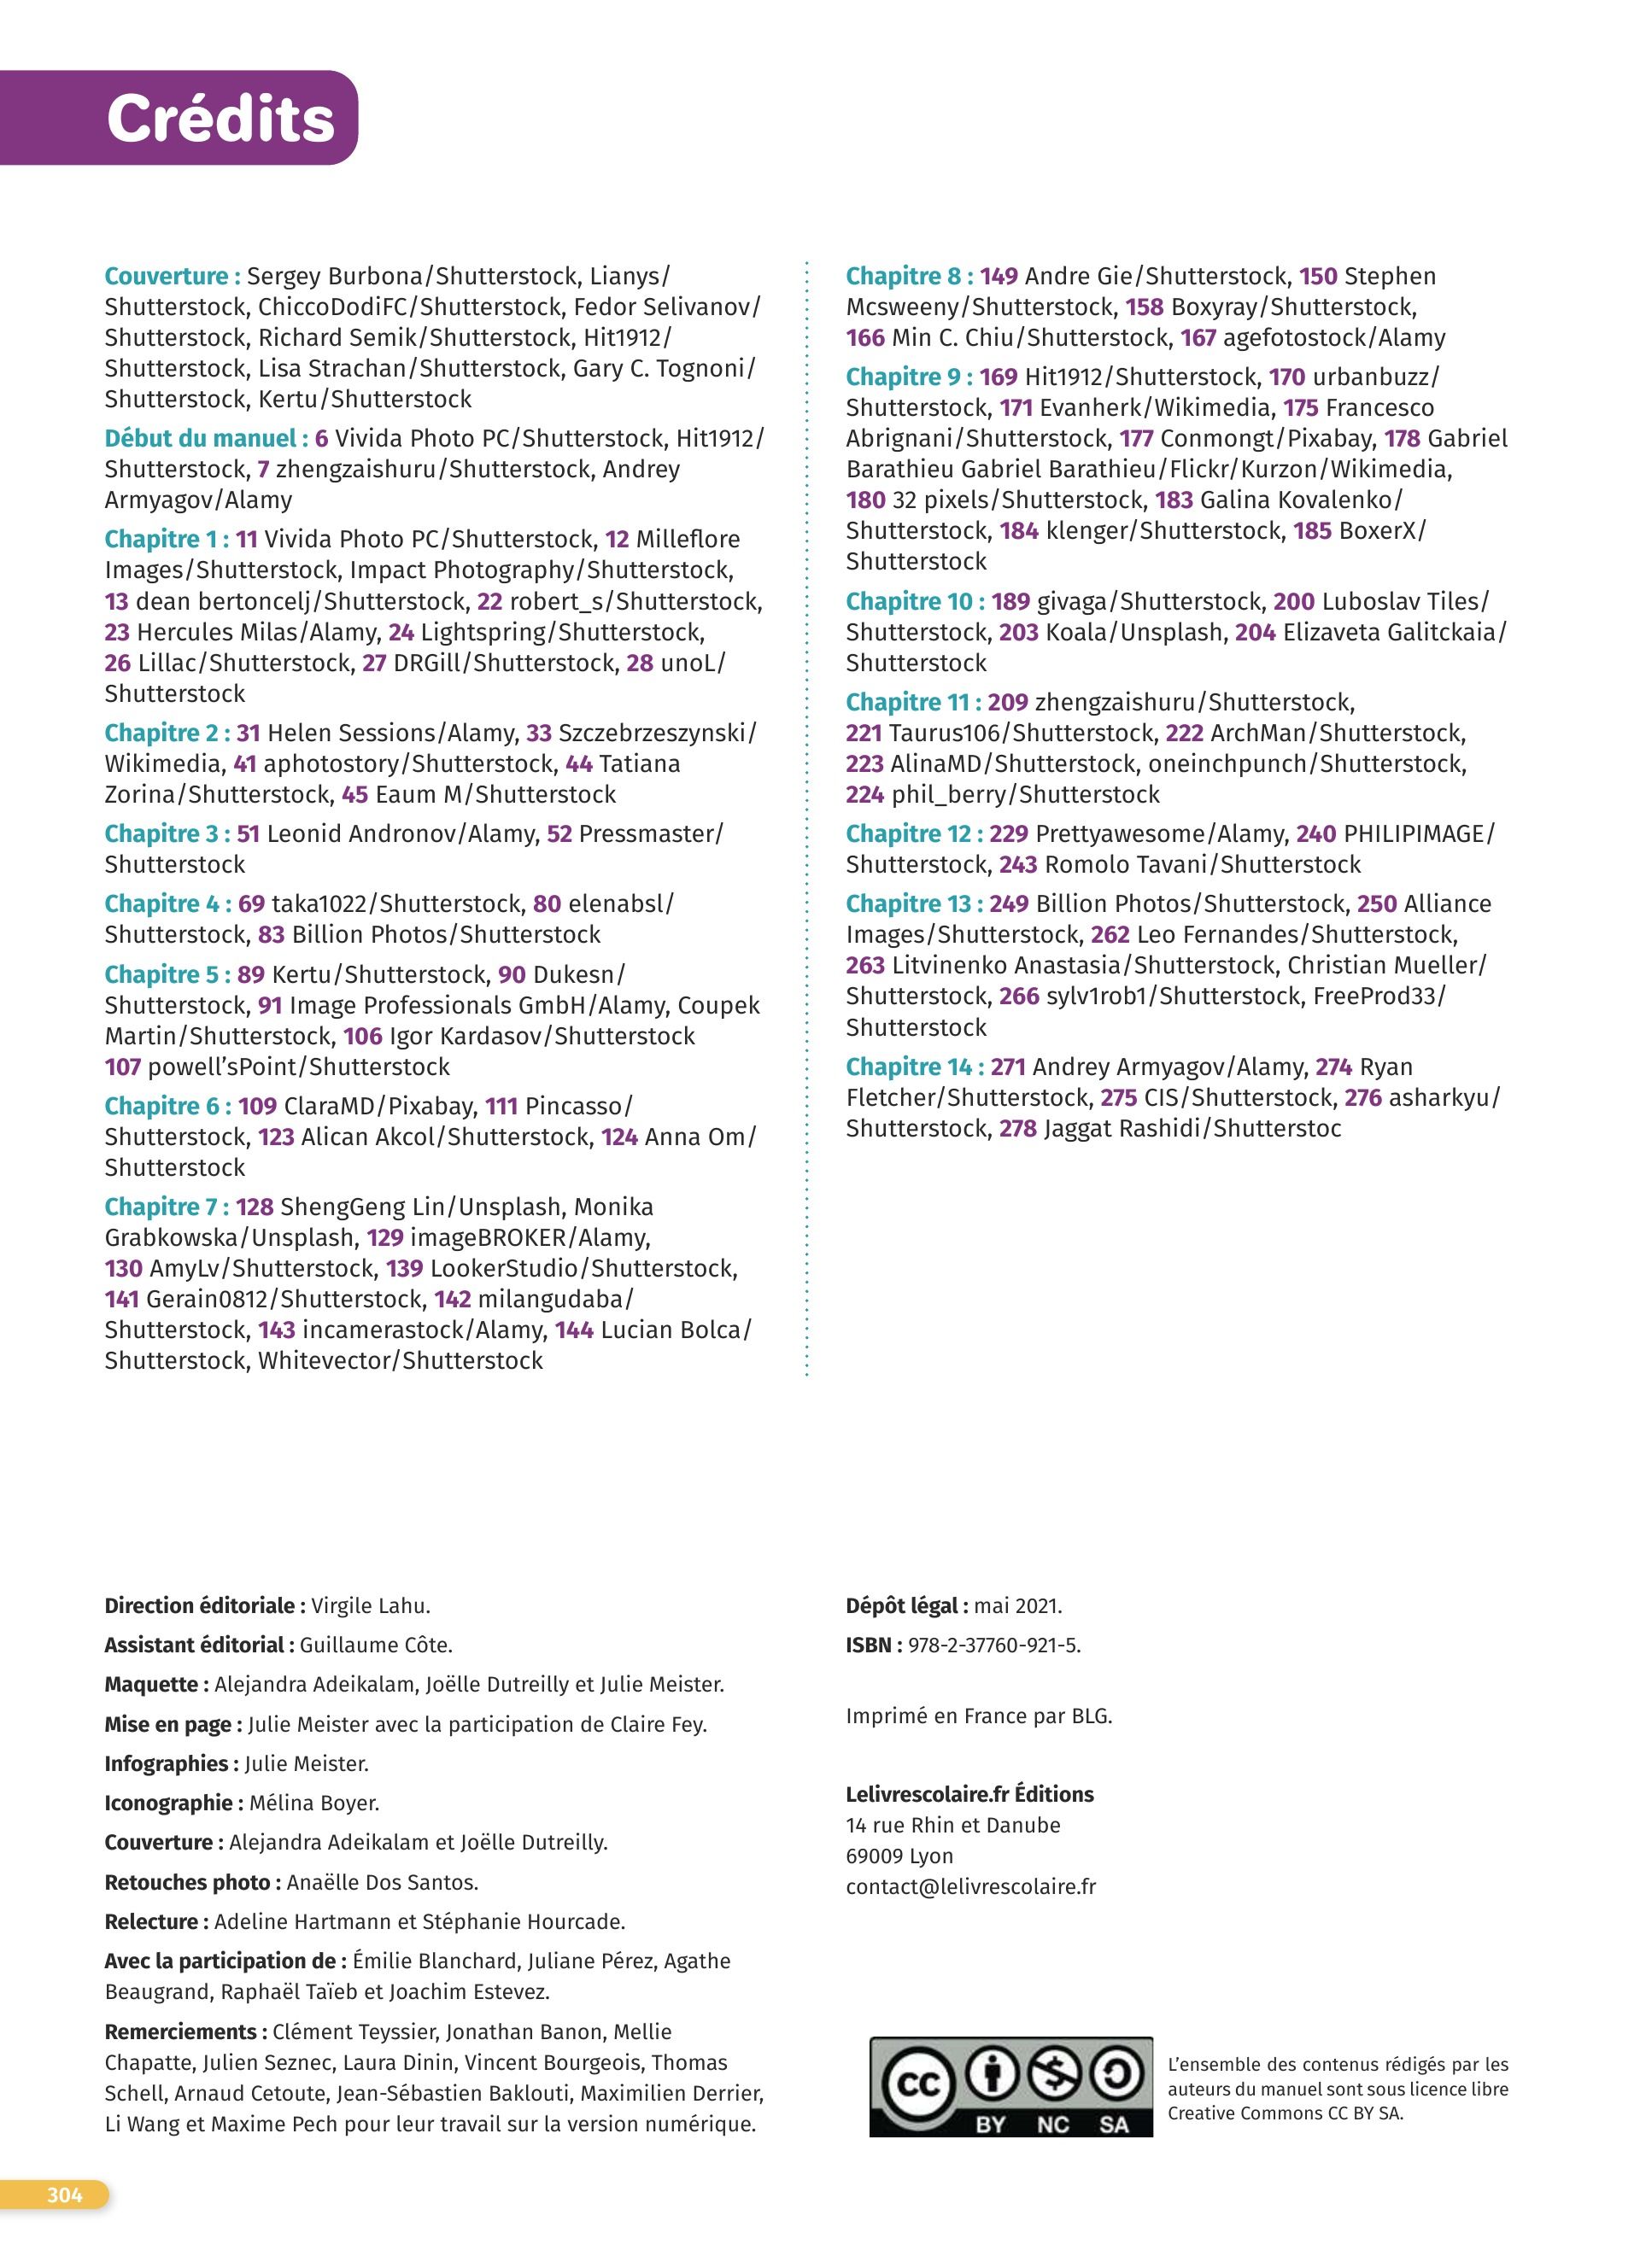 Crédits
Couverture : Sergey Burbona/Shutterstock, Lianys/
Shutterstock, ChiccoDodiFC/Shutterstock, Fedor Selivanov/
Shutterstock, Richard Semik/Shutterstock, Hit1912/
Shutterstock, Lisa Strachan/Shutterstock, Gary C. Tognoni/
Shutterstock, Kertu/Shutterstock
Début du manuel : 6 Vivida Photo PC/Shutterstock, Hit1912/
Shutterstock, 7 zhengzaishuru/Shutterstock, Andrey
Armyagov/Alamy
Chapitre 1 : 11 Vivida Photo PC/Shutterstock, 12 Milleflore
Images/Shutterstock, Impact Photography/Shutterstock,
13 dean bertoncelj/Shutterstock, 22 robert_s/Shutterstock,
23 Hercules Milas/Alamy, 24 Lightspring/Shutterstock,
26 Lillac/Shutterstock, 27 DRGill/Shutterstock, 28 unoL/
Shutterstock
Chapitre 2 : 31 Helen Sessions/Alamy, 33 Szczebrzeszynski/
Wikimedia, 41 aphotostory/Shutterstock, 44 Tatiana
Zorina/Shutterstock, 45 Eaum M/Shutterstock
Chapitre 3 : 51 Leonid Andronov/Alamy, 52 Pressmaster/
Shutterstock
Chapitre 4 : 69 taka1022/Shutterstock, 80 elenabsl/
Shutterstock, 83 Billion Photos/Shutterstock
Chapitre 5 : 89 Kertu/Shutterstock, 90 Dukesn/
Shutterstock, 91 Image Professionals GmbH/Alamy, Coupek
Martin/Shutterstock, 106 Igor Kardasov/Shutterstock
107 powell’sPoint/Shutterstock
Chapitre 6 : 109 ClaraMD/Pixabay, 111 Pincasso/
Shutterstock, 123 Alican Akcol/Shutterstock, 124 Anna Om/
Shutterstock
Chapitre 7 : 128 ShengGeng Lin/Unsplash, Monika
Grabkowska/Unsplash, 129 imageBROKER/Alamy,
130 AmyLv/Shutterstock, 139 LookerStudio/Shutterstock,
141 Gerain0812/Shutterstock, 142 milangudaba/
Shutterstock, 143 incamerastock/Alamy, 144 Lucian Bolca/
Shutterstock, Whitevector/Shutterstock
Chapitre 8 : 149 Andre Gie/Shutterstock, 150 Stephen
Mcsweeny/Shutterstock, 158 Boxyray/Shutterstock,
166 Min C. Chiu/Shutterstock, 167 agefotostock/Alamy
Chapitre 9 : 169 Hit1912/Shutterstock, 170 urbanbuzz/
Shutterstock, 171 Evanherk/Wikimedia, 175 Francesco
Abrignani/Shutterstock, 177 Conmongt/Pixabay, 178 Gabriel
Barathieu Gabriel Barathieu/Flickr/Kurzon/Wikimedia,
180 32 pixels/Shutterstock, 183 Galina Kovalenko/
Shutterstock, 184 klenger/Shutterstock, 185 BoxerX/
Shutterstock
Chapitre 10 : 189 givaga/Shutterstock, 200 Luboslav Tiles/
Shutterstock, 203 Koala/Unsplash, 204 Elizaveta Galitckaia/
Shutterstock
Chapitre 11 : 209 zhengzaishuru/Shutterstock,
221 Taurus106/Shutterstock, 222 ArchMan/Shutterstock,
223 AlinaMD/Shutterstock, oneinchpunch/Shutterstock,
224 phil_berry/Shutterstock
Chapitre 12 : 229 Prettyawesome/Alamy, 240 PHILIPIMAGE/
Shutterstock, 243 Romolo Tavani/Shutterstock
Chapitre 13 : 249 Billion Photos/Shutterstock, 250 Alliance
Images/Shutterstock, 262 Leo Fernandes/Shutterstock,
263 Litvinenko Anastasia/Shutterstock, Christian Mueller/
Shutterstock, 266 sylv1rob1/Shutterstock, FreeProd33/
Shutterstock
Chapitre 14 : 271 Andrey Armyagov/Alamy, 274 Ryan
Fletcher/Shutterstock, 275 CIS/Shutterstock, 276 asharkyu/
Shutterstock, 278 Jaggat Rashidi/Shutterstoc
Direction éditoriale : Virgile Lahu.
Assistant éditorial : Guillaume Côte.
Maquette : Alejandra Adeikalam, Joëlle Dutreilly et Julie Meister.
Mise en page : Julie Meister avec la participation de Claire Fey.
Infographies : Julie Meister.
Iconographie : Mélina Boyer.
Couverture : Alejandra Adeikalam et Joëlle Dutreilly.
Retouches photo : Anaëlle Dos Santos.
Relecture : Adeline Hartmann et Stéphanie Hourcade.
Avec la participation de : Émilie Blanchard, Juliane Pérez, Agathe
Beaugrand, Raphaël Taïeb et Joachim Estevez.
Remerciements : Clément Teyssier, Jonathan Banon, Mellie
Chapatte, Julien Seznec, Laura Dinin, Vincent Bourgeois, Thomas
Schell, Arnaud Cetoute, Jean-Sébastien Baklouti, Maximilien Derrier,
Li Wang et Maxime Pech pour leur travail sur la version numérique.
Dépôt légal : mai 2021.
ISBN : 978-2-37760-921-5.
Imprimé en France par BLG.
Lelivrescolaire.fr Éditions
14 rue Rhin et Danube
69009 Lyon
contact@lelivrescolaire.fr
cc
BY NC SA
L’ensemble des contenus rédigés par les
auteurs du manuel sont sous licence libre
Creative Commons CC BY SA.
304